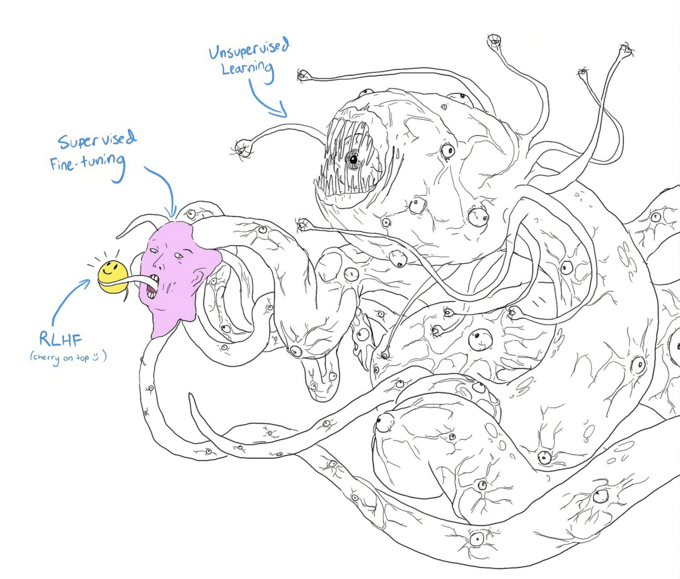 Unsupervised
Learning
Supervised
Fine-tuning
RLHF
(cherry on top :))